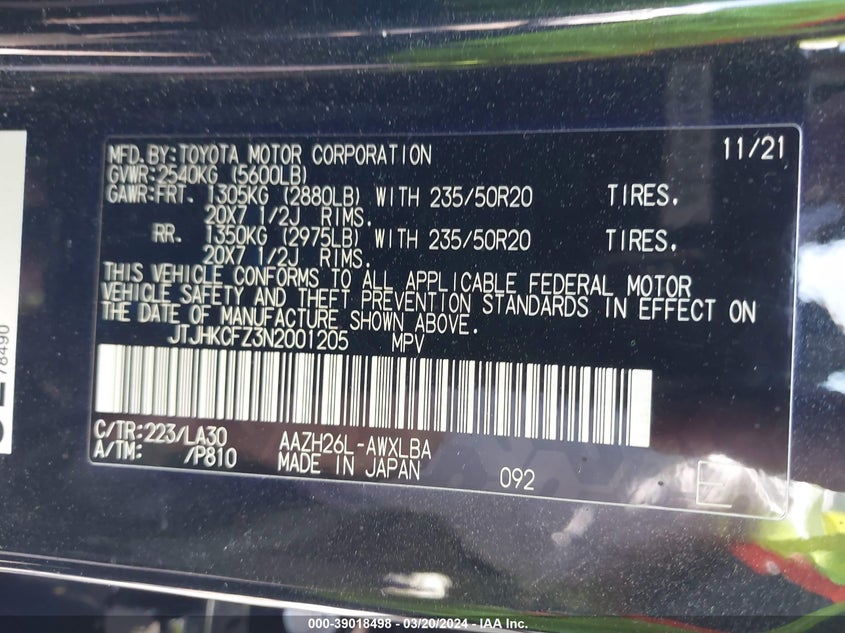 MFD.BY:TOYOTA MOTOR CORPORATION 11/21
GVWR:2540KG (5600LB)
GAWR:FRT. 1305KG (2880LB) WITH 235/50R20 TIRES,
20X7 1/2J RIMS.
RR. 1350KG (2975LB) WITH 235/50R20 TIRES,
20X7 1/2J RIMS.
THIS VEHICLE CONFORMS TO ALL APPLICABLE FEDERAL MOTOR
VEHICLE SAFETY AND THEFT PREVENTION STANDARDS IN EFFECT ON
THE DATE OF MANUFACTURE SHOWN ABOVE.
JTJHKCFZ3N2001205 MPV
C/TR:223/LA30 AAZH26L-AWXLBA
A/TM: /P810 MADE IN JAPAN 092
E
78490
000-39018498 - 03/20/2024 - IAA Inc.